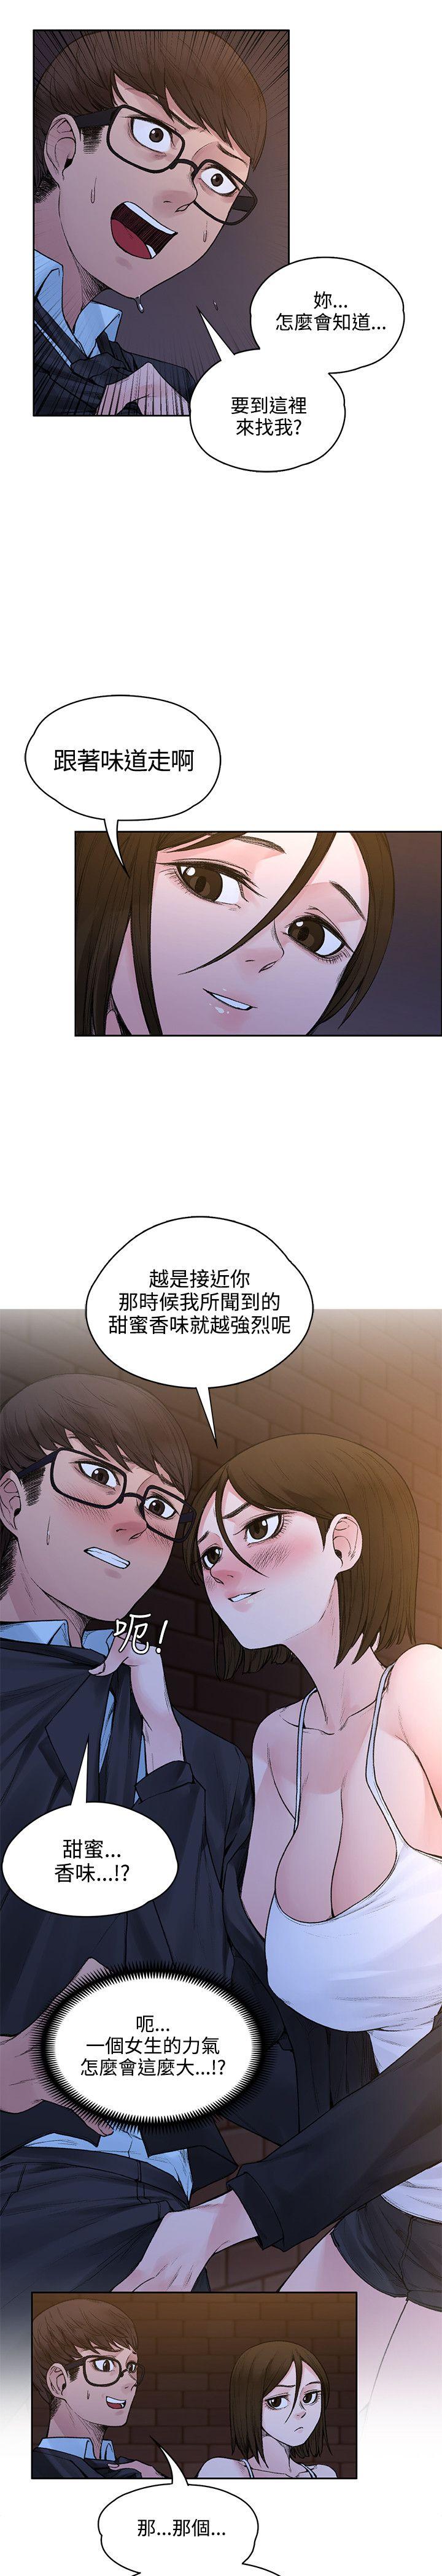 妳...
怎麼會知道...
要到這裡
來找我?
跟著味道走啊
越是接近你
那時候我所聞到的
甜蜜香味就越強烈呢
呃!
甜蜜...
香味...!?
呃...
一個女生的力氣
怎麼會這麼大...!?
那...那個...